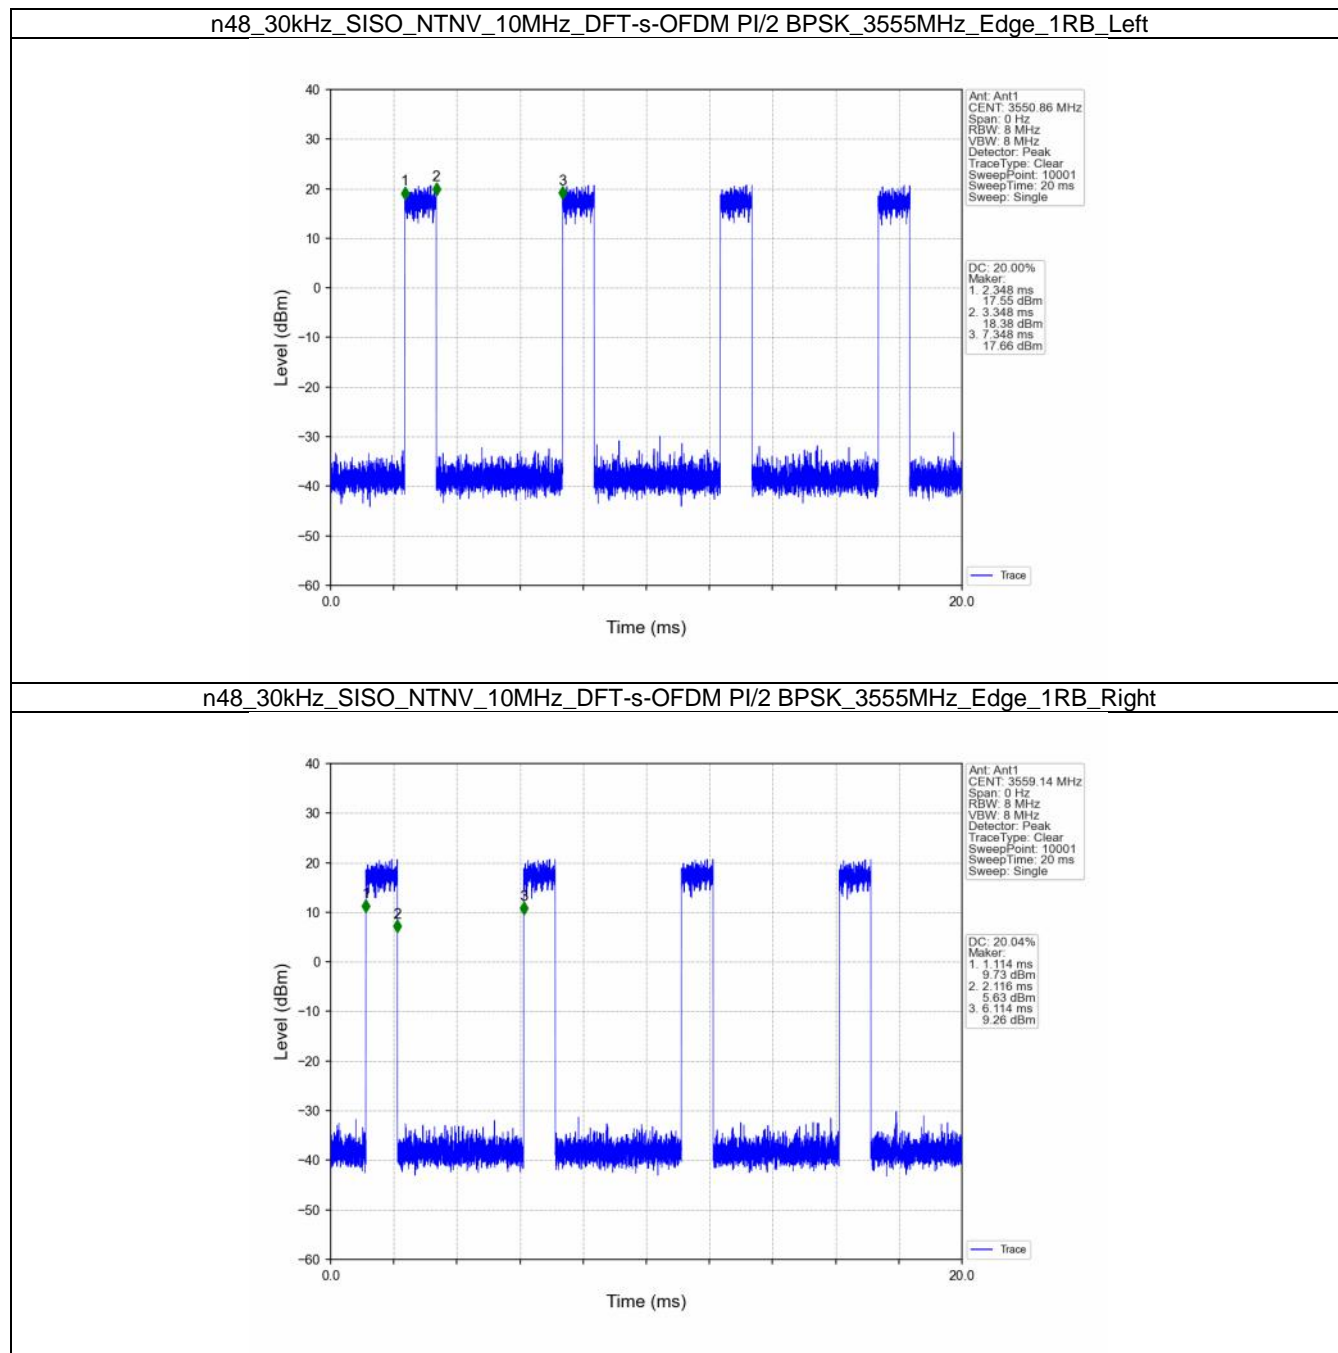 n48_30kHz_SISO_NTNV_10MHz_DFT-s-OFDM PI/2 BPSK_3555MHz_Edge_1RB_Left
40
30
20
10
0
−10
−20
−30
−40
−50
−60
Level (dBm)
1
2
3
0.0
20.0
Time (ms)
Ant: Ant1
CENT: 3550.86 MHz
Span: 0 Hz
RBW: 8 MHz
VBW: 8 MHz
Detector: Peak
TraceType: Clear
SweepPoint: 10001
SweepTime: 20 ms
Sweep: Single
DC: 20.00%
Maker:
1. 2.348 ms
17.55 dBm
2. 3.348 ms
18.38 dBm
3. 7.348 ms
17.66 dBm
Trace
n48_30kHz_SISO_NTNV_10MHz_DFT-s-OFDM PI/2 BPSK_3555MHz_Edge_1RB_Right
40
30
20
10
0
−10
−20
−30
−40
−50
−60
Level (dBm)
1
2
3
0.0
20.0
Time (ms)
Ant: Ant1
CENT: 3559.14 MHz
Span: 0 Hz
RBW: 8 MHz
VBW: 8 MHz
Detector: Peak
TraceType: Clear
SweepPoint: 10001
SweepTime: 20 ms
Sweep: Single
DC: 20.04%
Maker:
1. 1.114 ms
9.73 dBm
2. 2.116 ms
5.63 dBm
3. 6.114 ms
9.26 dBm
Trace